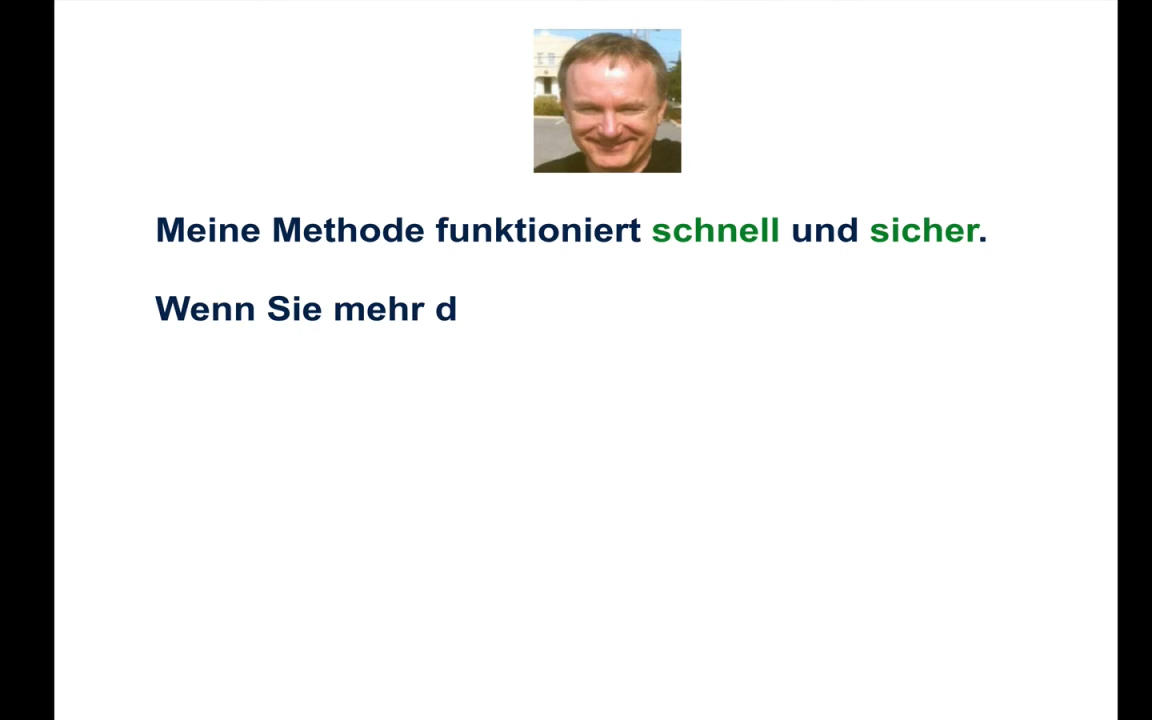 Meine Methode funktioniert schnell und sicher.
Wenn Sie mehr d